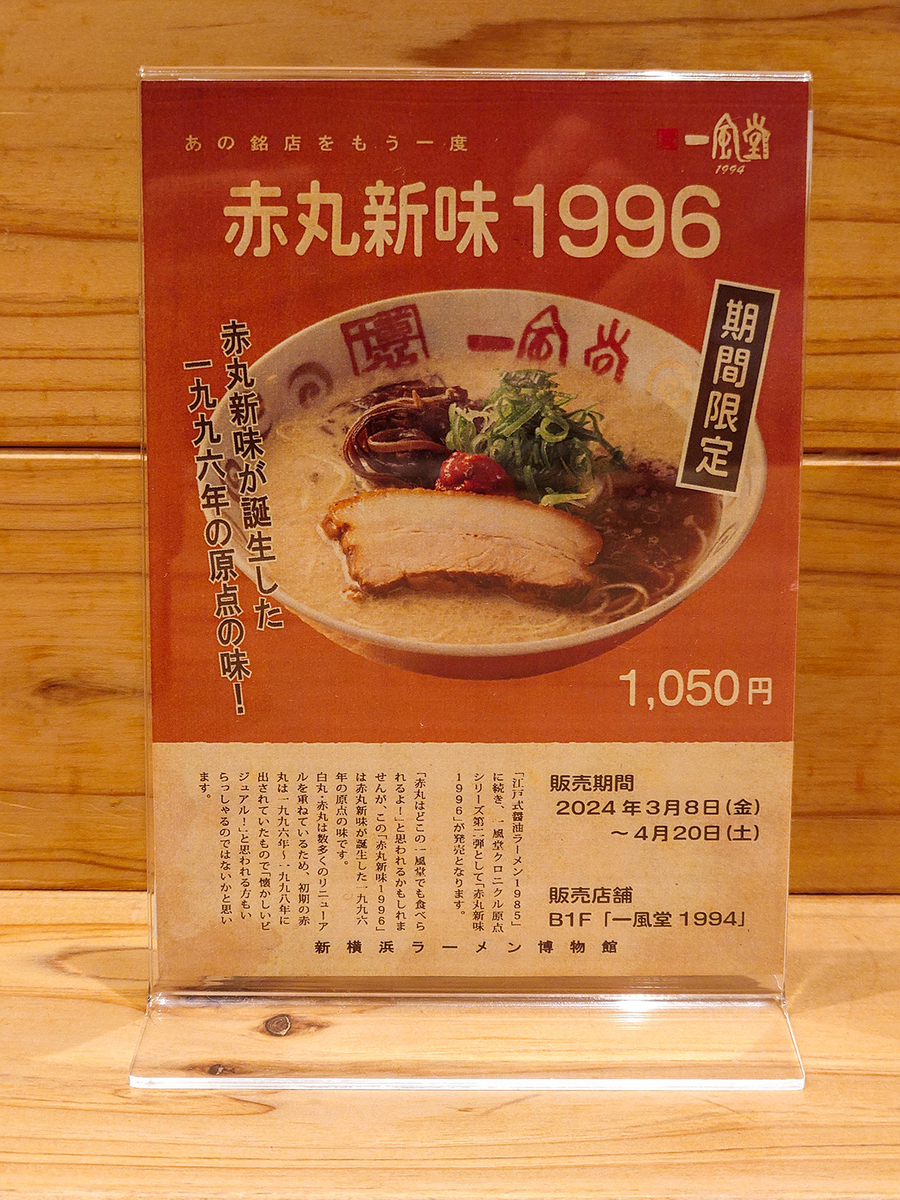 あの銘店をもう一度
一風堂
1994
赤丸新味1996
期間限定
一風堂
赤丸新味が誕生した
一九九六年の原点の味！
1,050円
販売期間
2024年3月8日(金)
～4月20日(土)
販売店舗
B1F「一風堂1994」
「江戸式醤油ラーメン1985」
に続き、一風堂クロニクル原点
シリーズ第二弾として「赤丸新味
1996」が発売となります。
「赤丸はどこの一風堂でも食べら
れるよ！」と思われるかもしれま
せんが、この「赤丸新味1996」
は赤丸新味が誕生した一九九六
年の原点の味です。
白丸・赤丸は数多くのリニューア
ルを重ねているため、初期の赤
丸は一九九六年～一九九八年に
出されていたもので「懐かしいビ
ジュアル！」と思われる方もい
らっしゃるのではないかと思い
ます。
新横浜ラーメン博物館